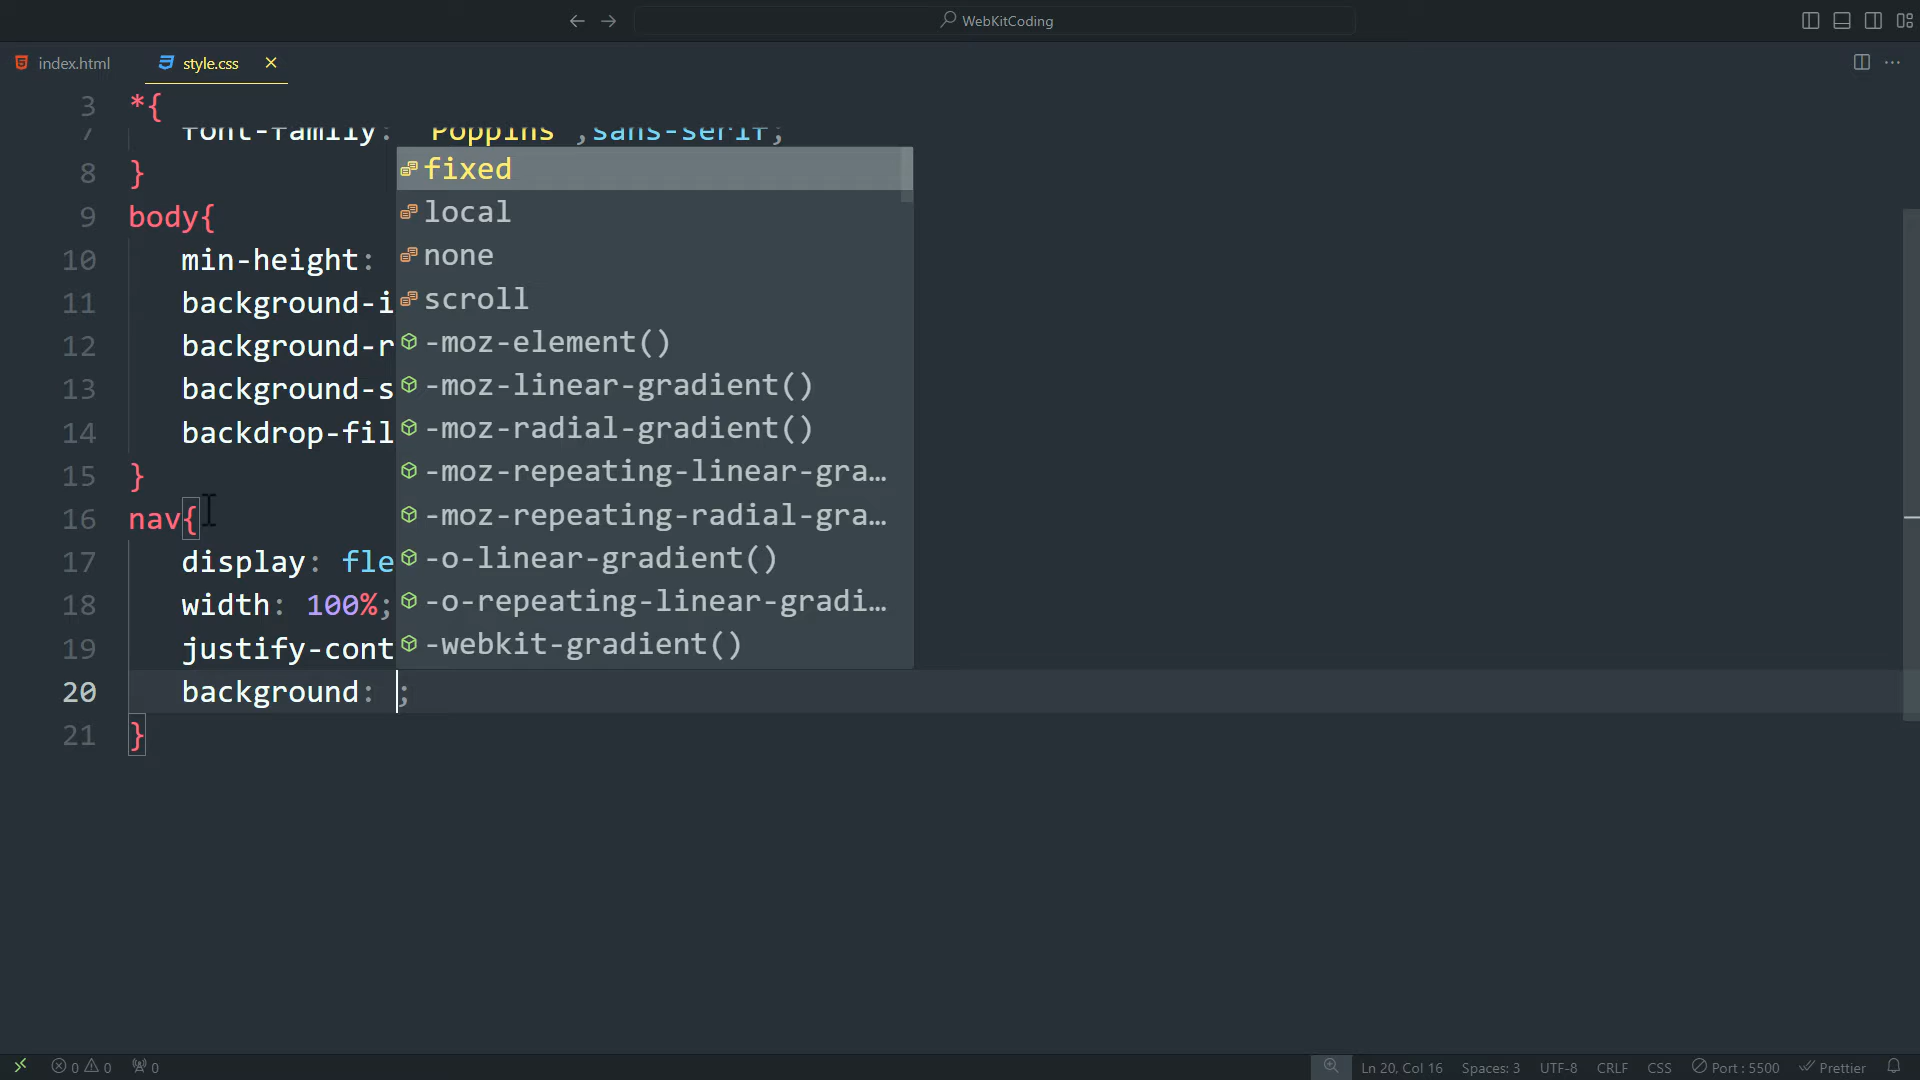 WebKitCoding
index.html
style.css
3 *{
7 font-family: Poppins ,sans-serif;
8 }
9 body{
10 min-height:
11 background-i
12 background-r
13 background-s
14 backdrop-fil
15 }
16 nav{
17 display: fle
18 width: 100%;
19 justify-cont
20 background: ;
21 }
fixed
local
none
scroll
-moz-element()
-moz-linear-gradient()
-moz-radial-gradient()
-moz-repeating-linear-gra…
-moz-repeating-radial-gra…
-o-linear-gradient()
-o-repeating-linear-gradi…
-webkit-gradient()
0 0 0 Ln 20, Col 16 Spaces: 3 UTF-8 CRLF CSS Port : 5500 Prettier